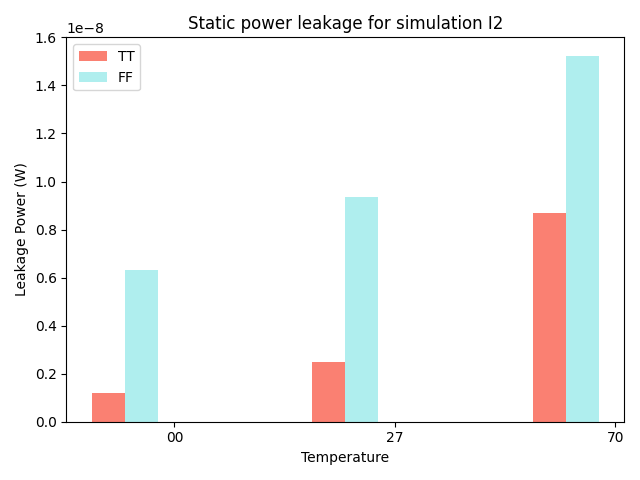 Static power leakage for simulation I2
1e−8
1.6
1.4
1.2
1.0
0.8
0.6
0.4
0.2
0.0
Leakage Power (W)
TT
FF
00 27 70
Temperature